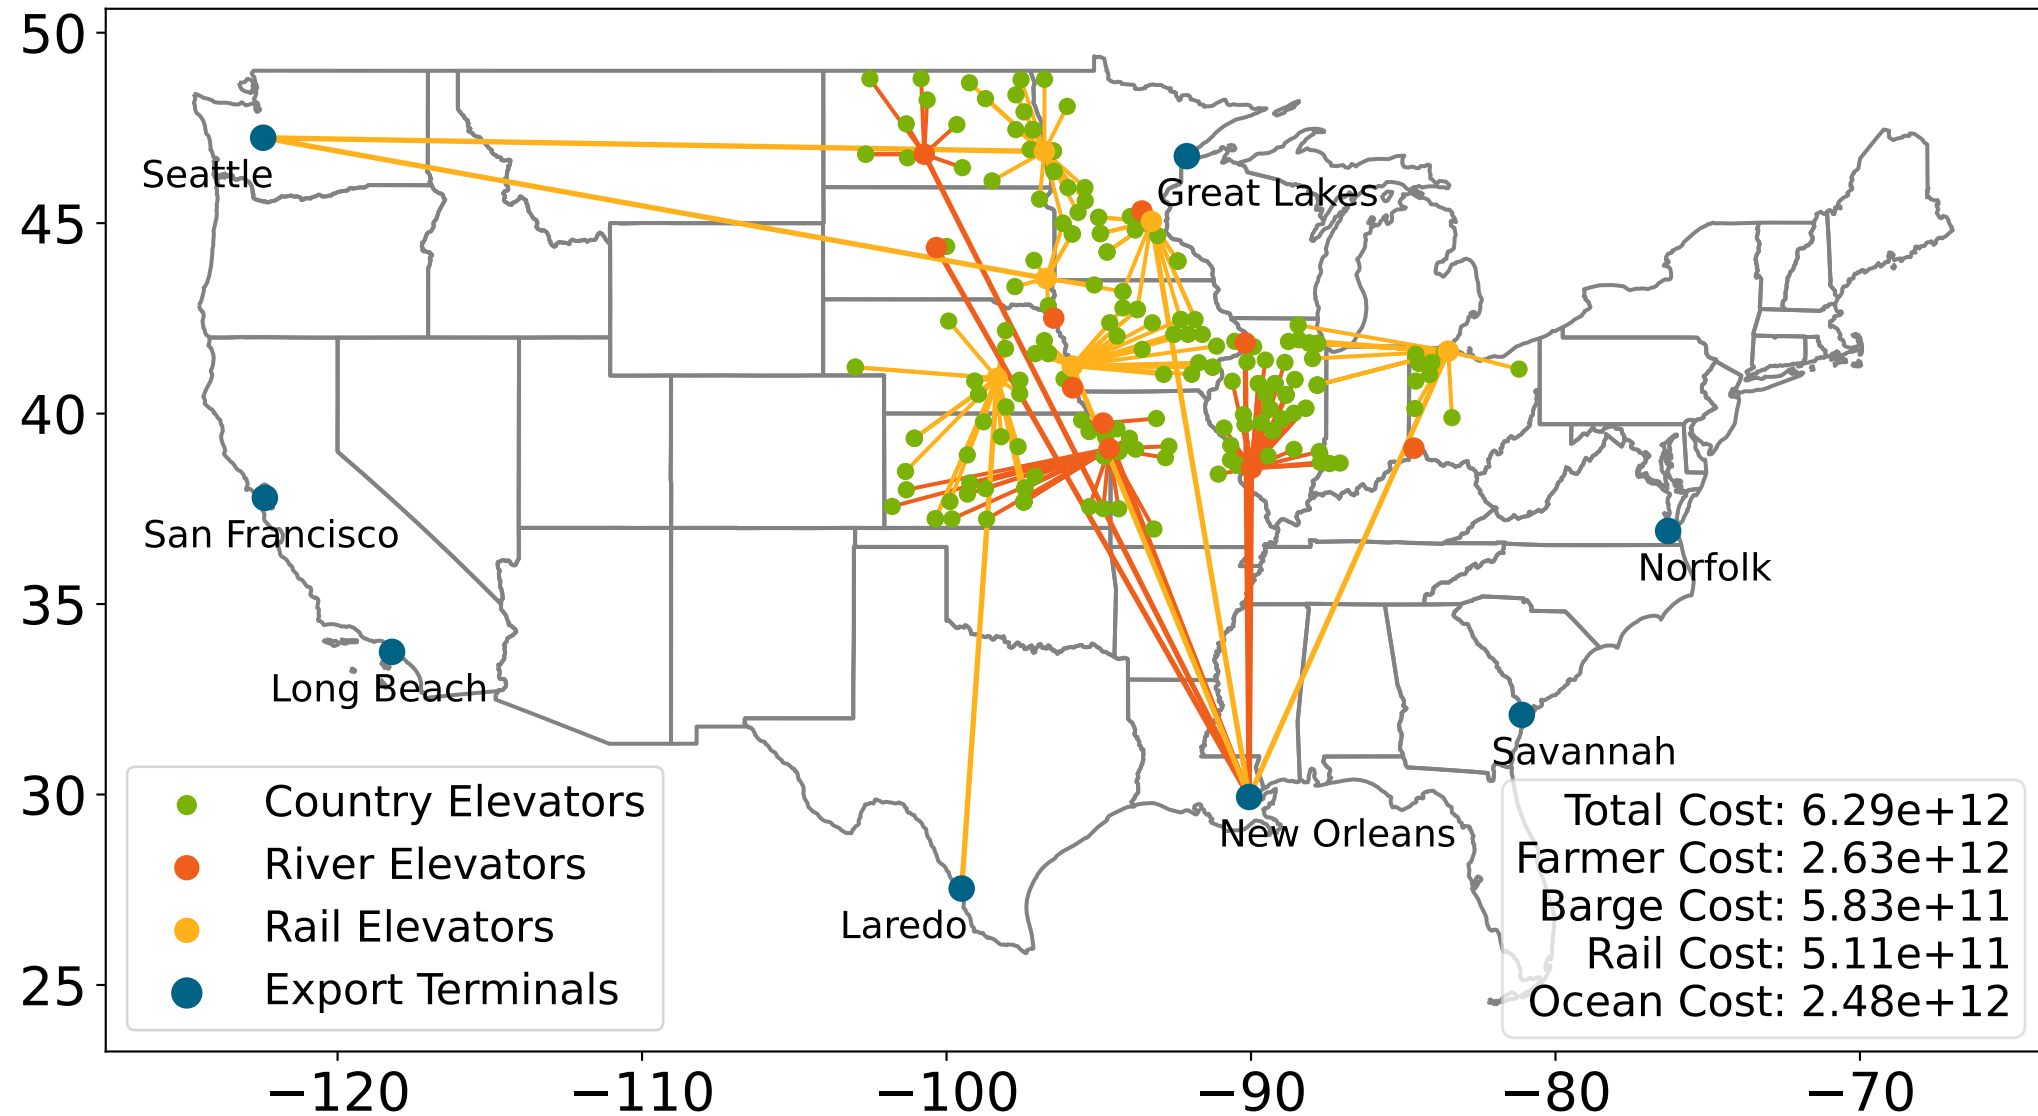 50
45
40
35
30
25
Seattle
Great Lakes
San Francisco
Norfolk
Long Beach
Savannah
New Orleans
Laredo
Country Elevators
River Elevators
Rail Elevators
Export Terminals
Total Cost: 6.29e+12
Farmer Cost: 2.63e+12
Barge Cost: 5.83e+11
Rail Cost: 5.11e+11
Ocean Cost: 2.48e+12
−120 −110 −100 −90 −80 −70